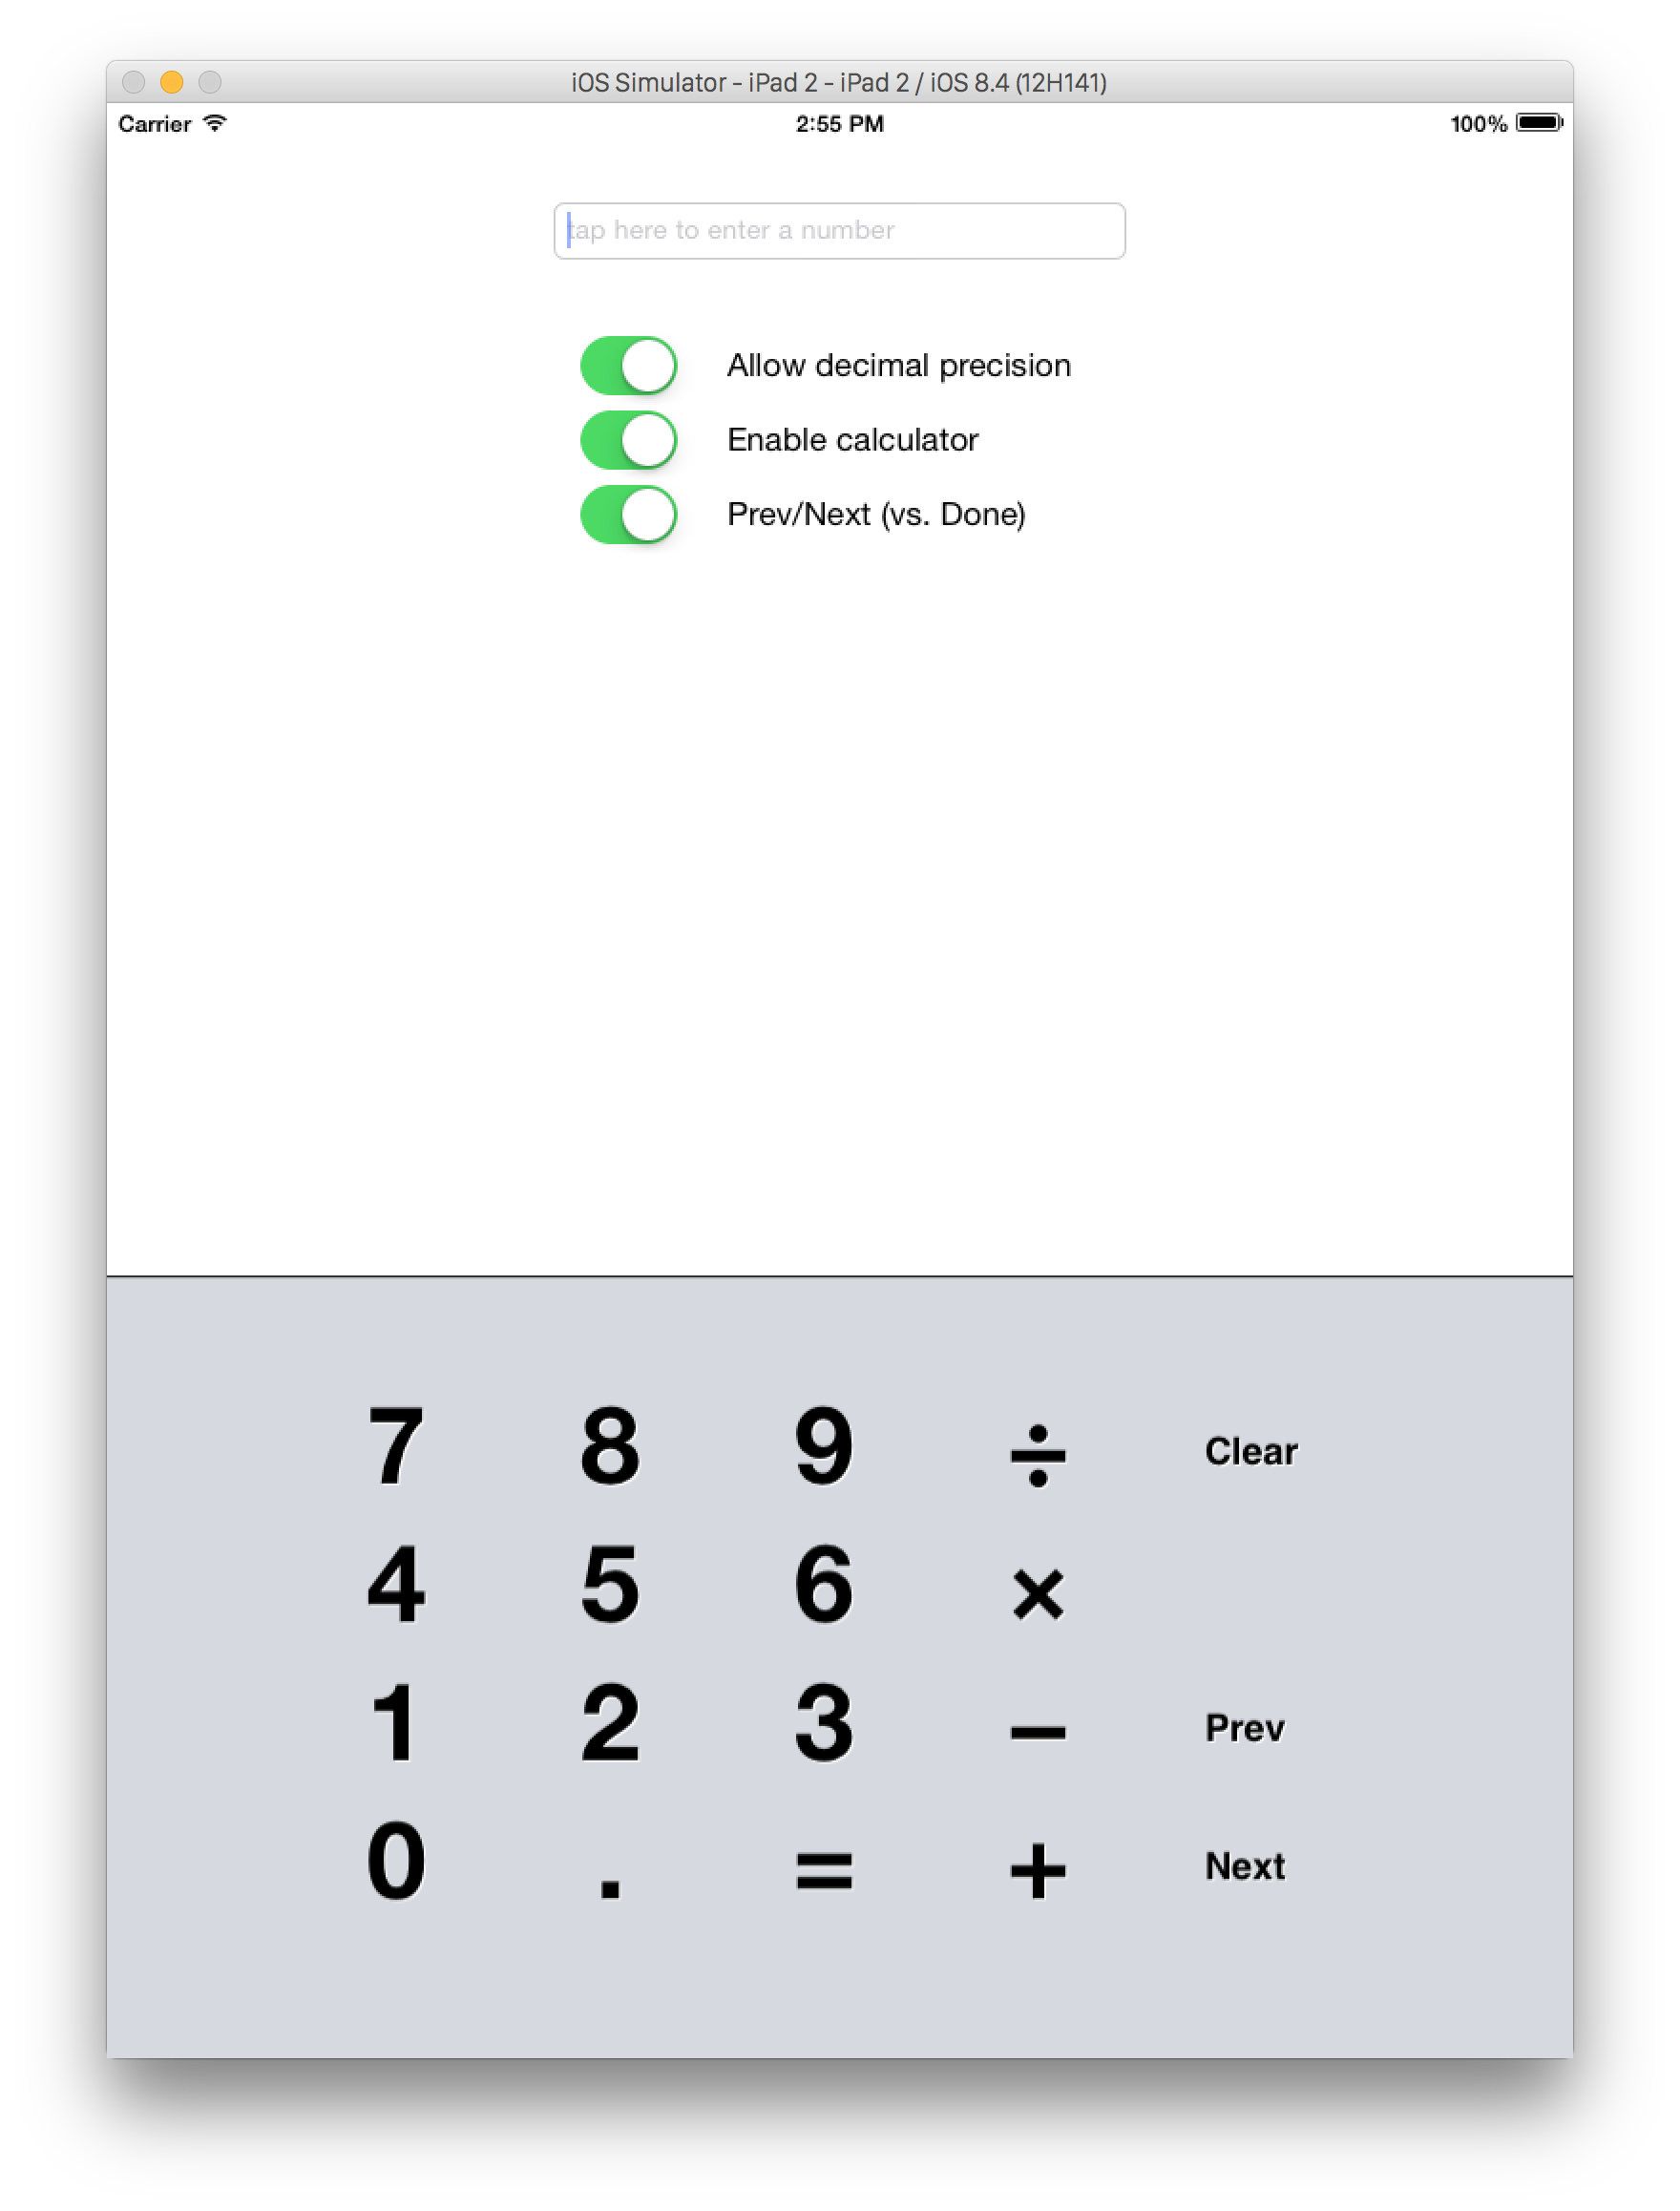 iOS Simulator - iPad 2 - iPad 2 / iOS 8.4 (12H141)
Carrier 2:55 PM 100%
tap here to enter a number
Allow decimal precision
Enable calculator
Prev/Next (vs. Done)
7 8 9 ÷ Clear
4 5 6 ×
1 2 3 − Prev
0 . = + Next